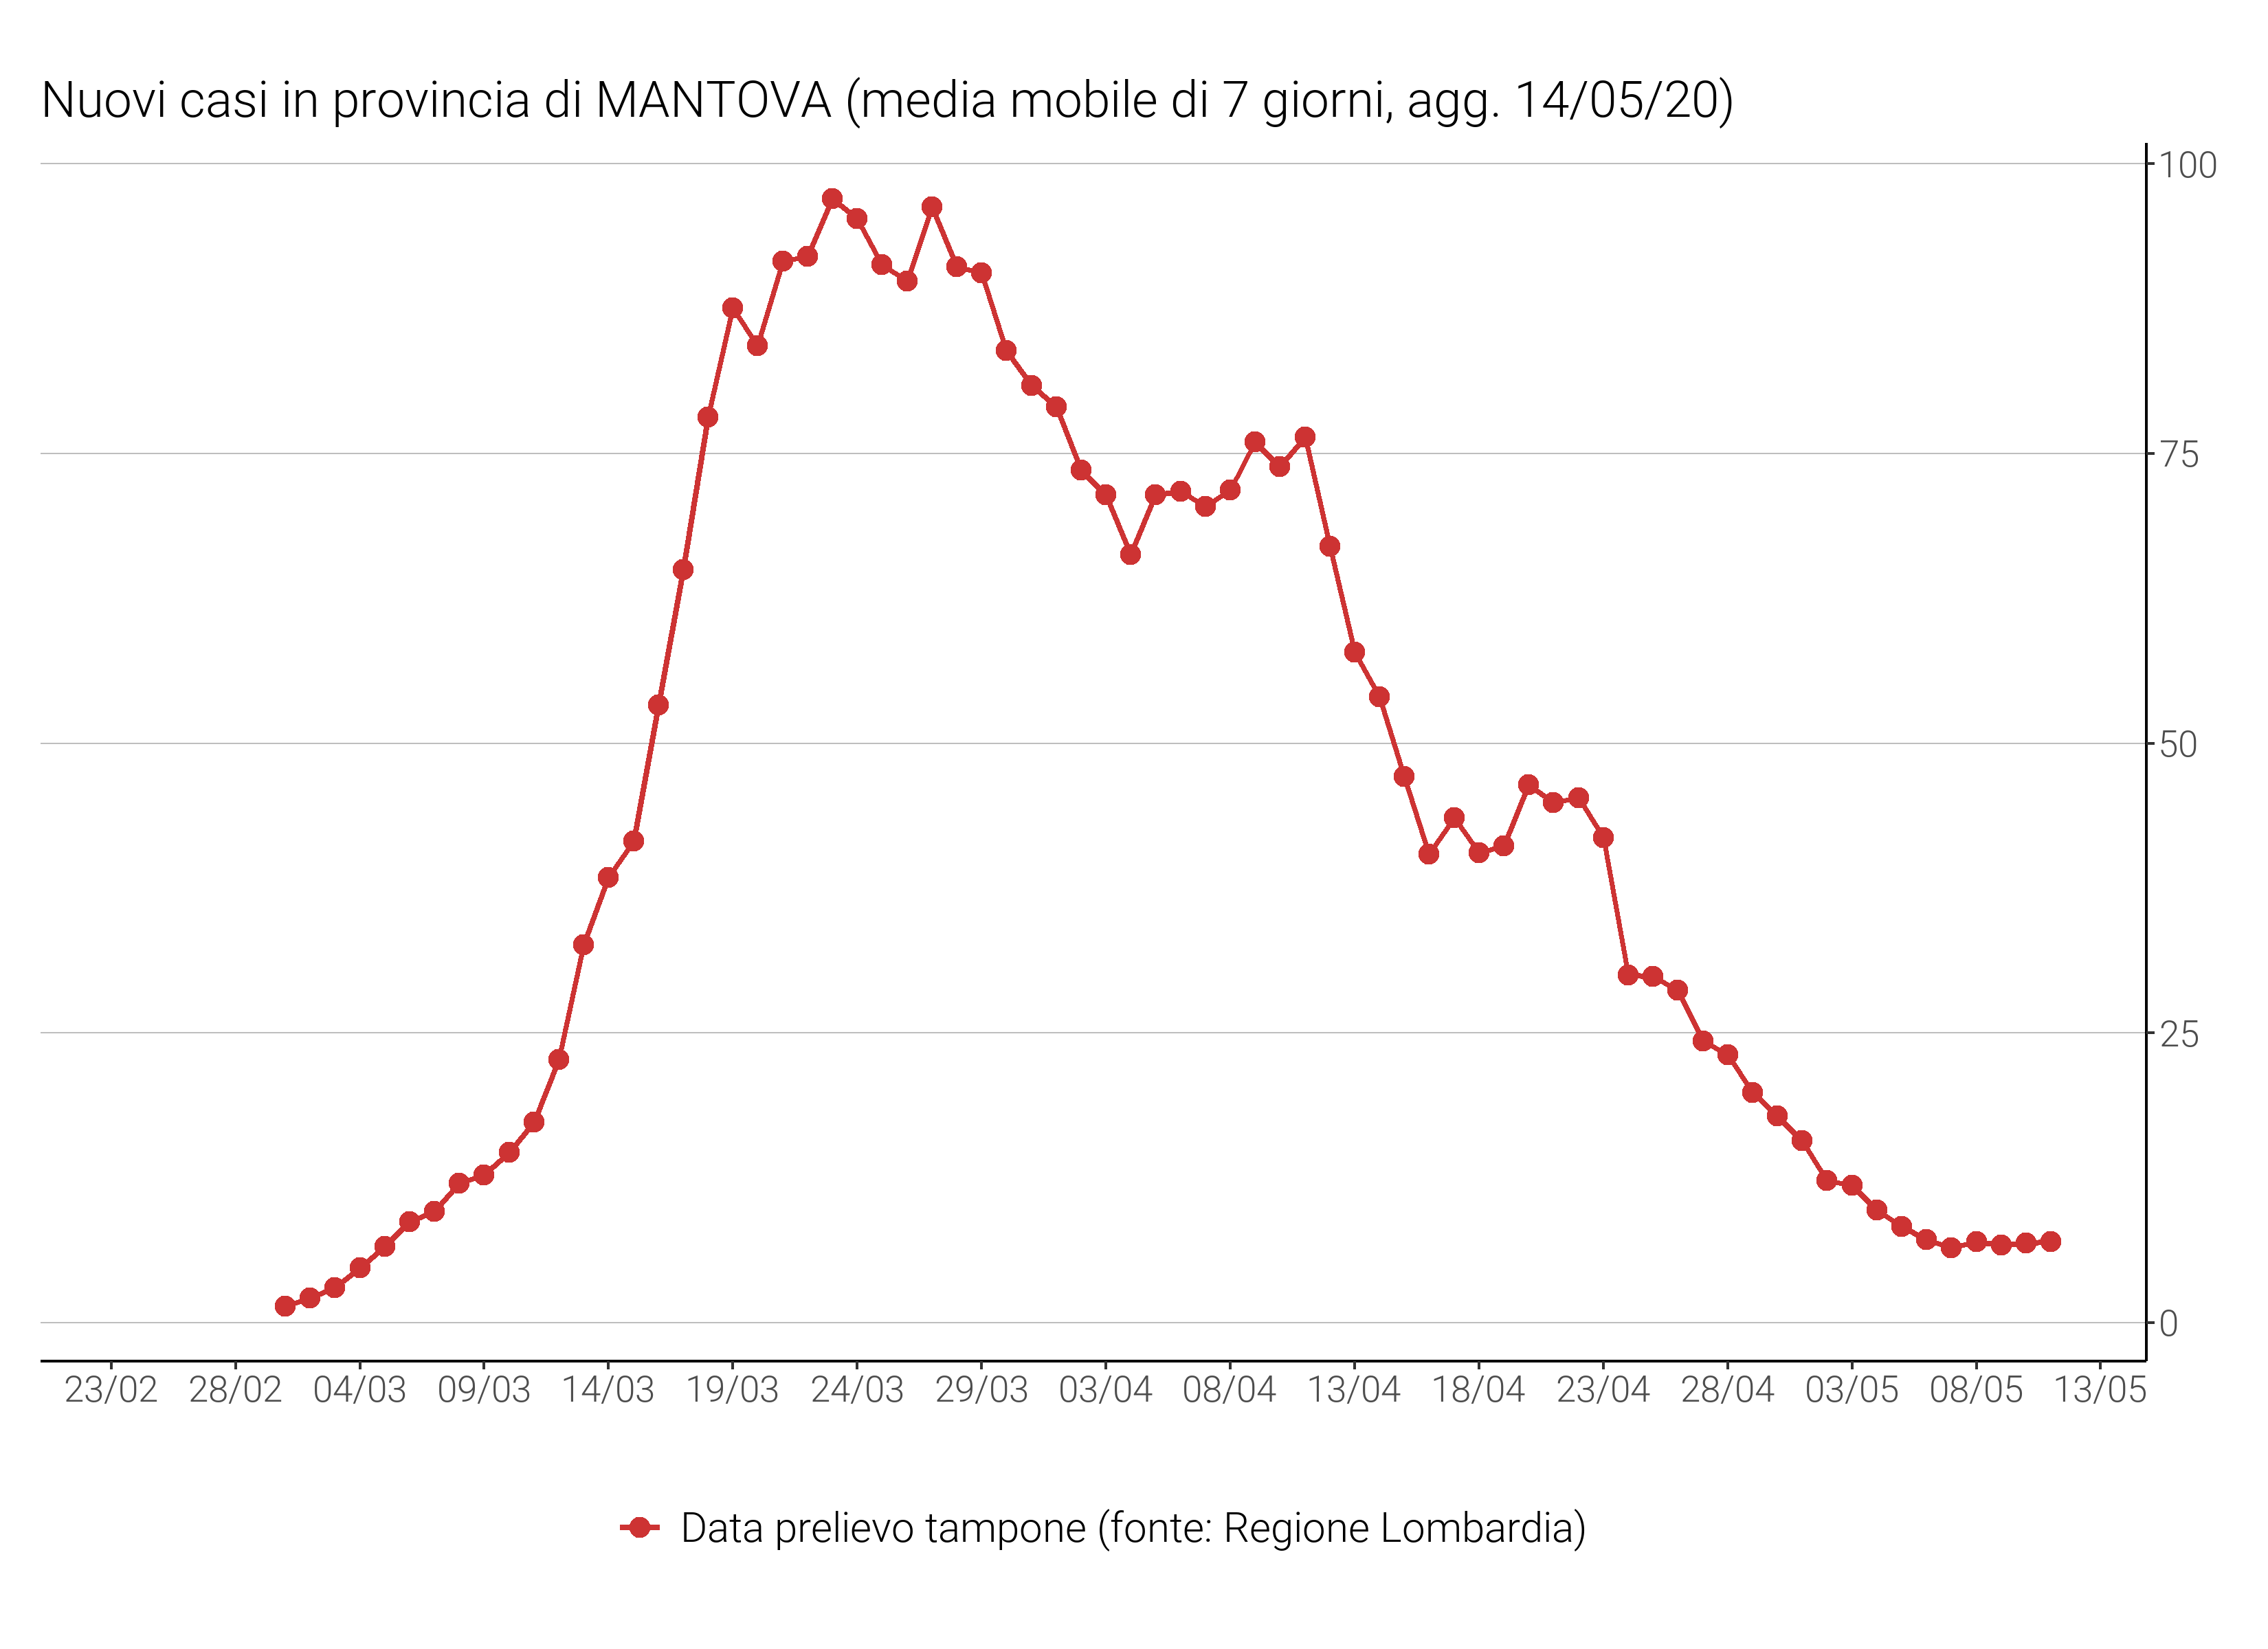 Nuovi casi in provincia di MANTOVA (media mobile di 7 giorni, agg. 14/05/20)
100
75
50
25
0
23/02 28/02 04/03 09/03 14/03 19/03 24/03 29/03 03/04 08/04 13/04 18/04 23/04 28/04 03/05 08/05 13/05
Data prelievo tampone (fonte: Regione Lombardia)